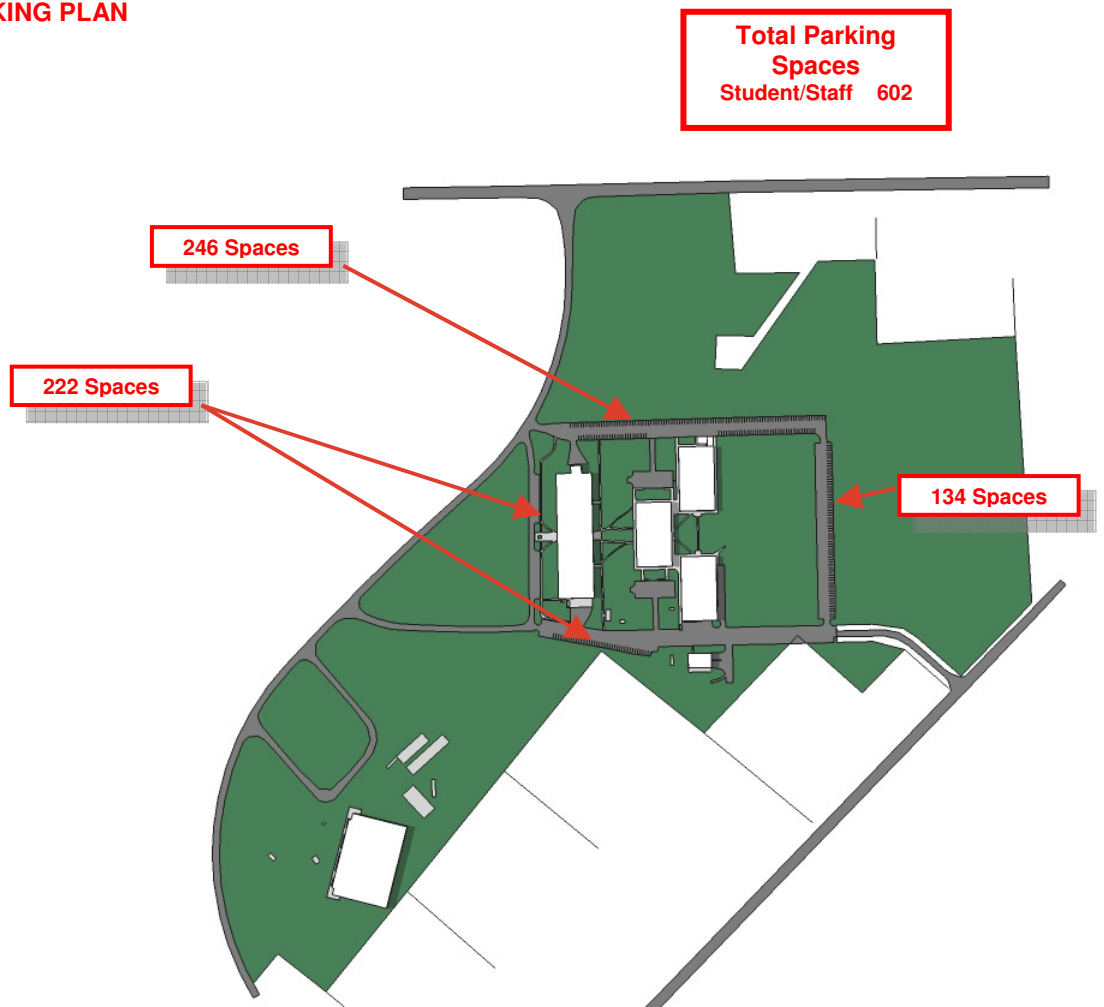 KING PLAN
Total Parking
Spaces
Student/Staff 602
246 Spaces
222 Spaces
134 Spaces